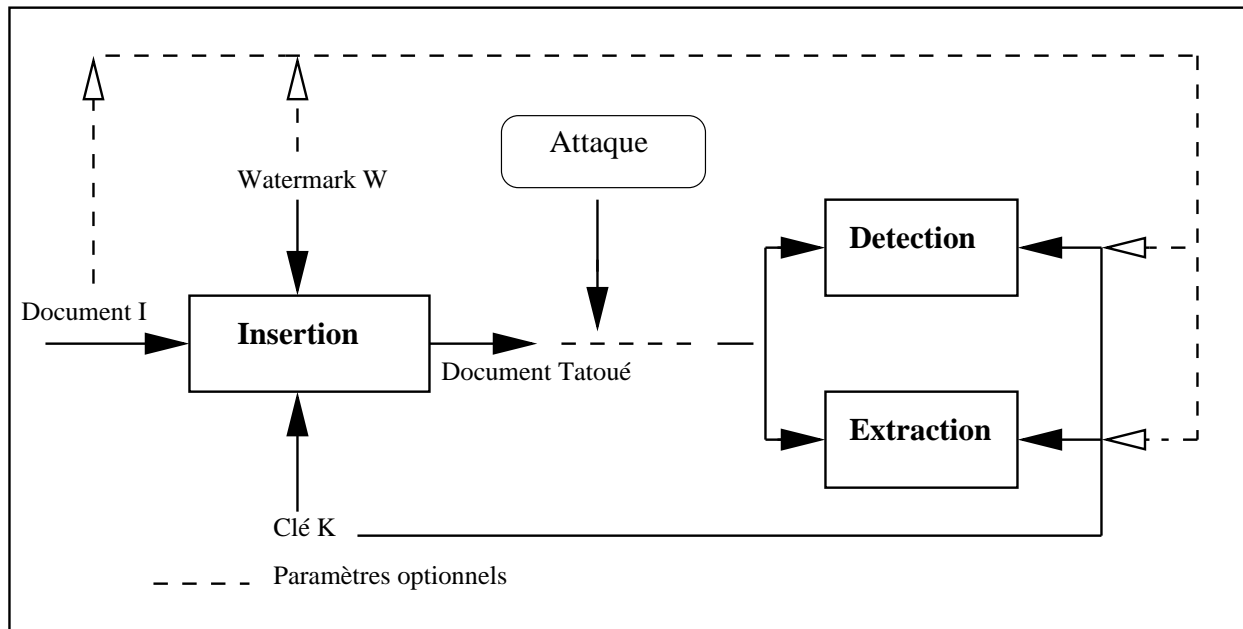 Attaque
Watermark W
Detection
Document I
Insertion
Document Tatoué
Extraction
Clé K
Paramètres optionnels